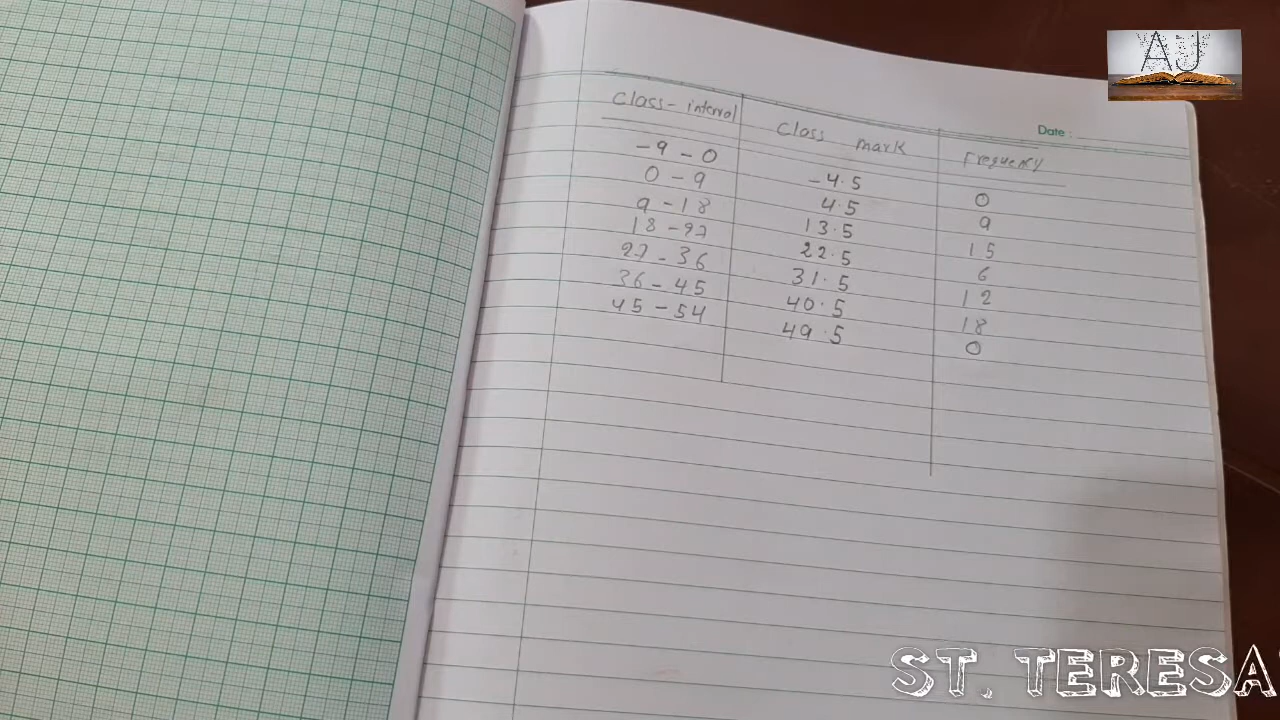 AJ
Date :
Class-interval Class mark Frequency
-9 - 0 -4.5 0
0 - 9 4.5 9
9 - 18 13.5 15
18 - 27 22.5 6
27 - 36 31.5 12
36 - 45 40.5 18
45 - 54 49.5 0
ST. TERESA